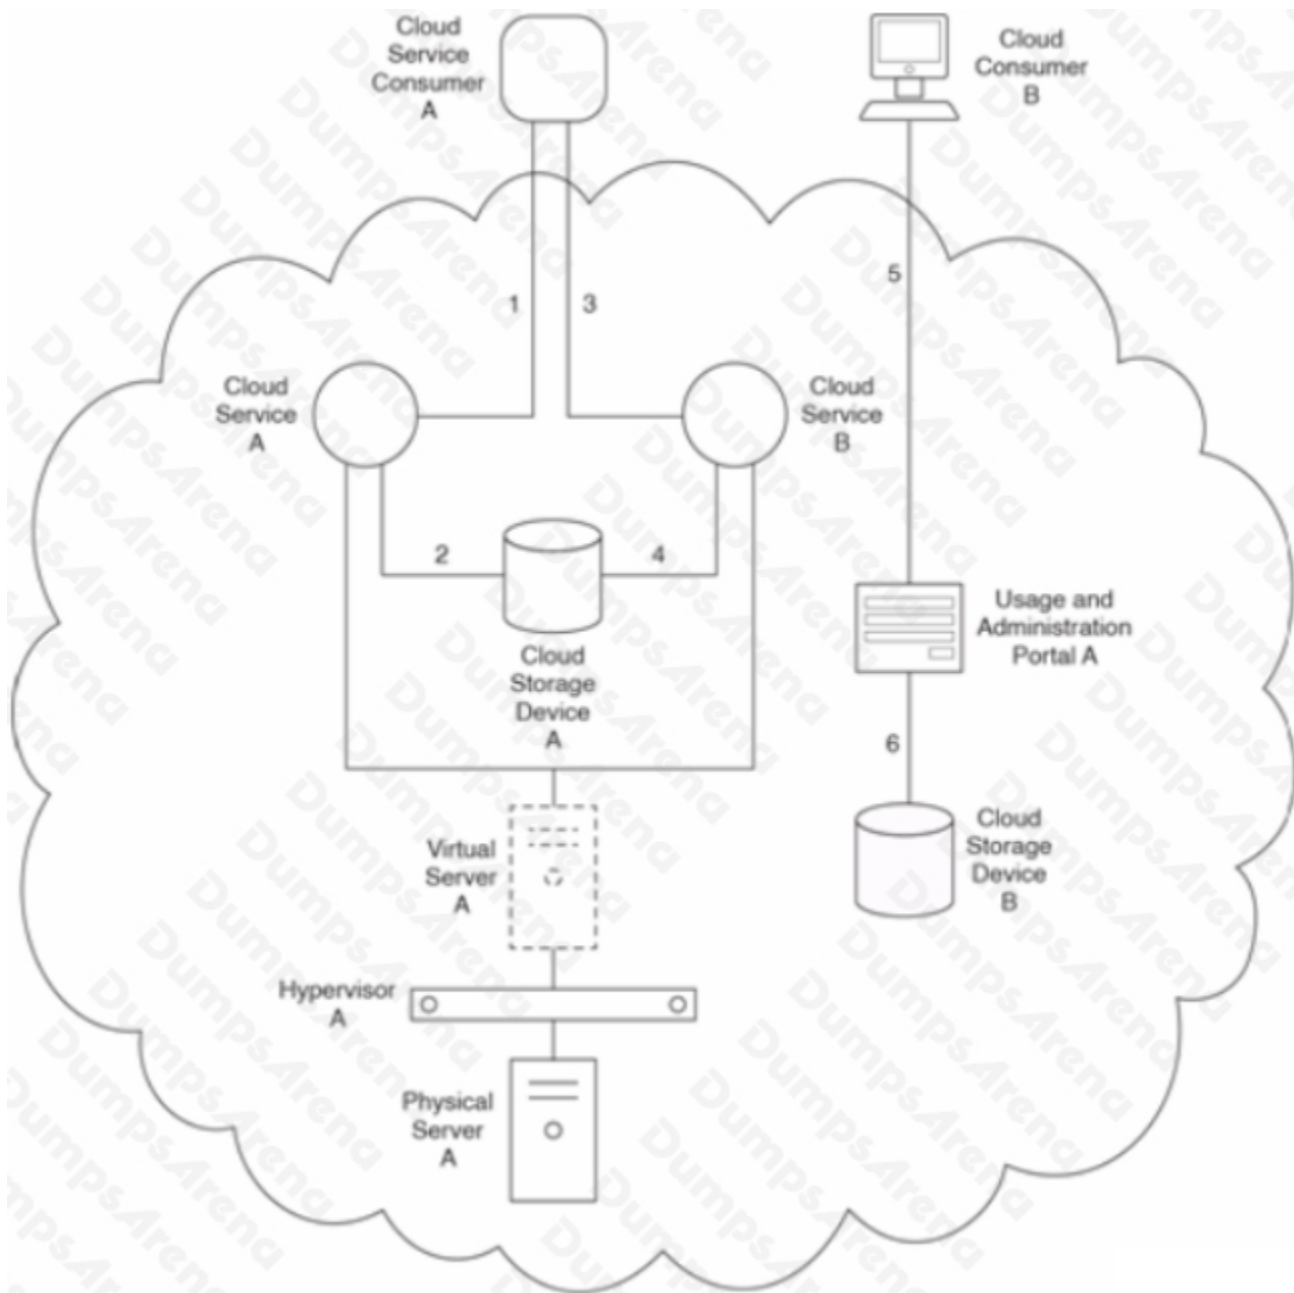 Cloud
Service
Consumer
A
Cloud
Consumer
B
1
3
5
Cloud
Service
A
Cloud
Service
B
2
4
Cloud
Storage
Device
A
Usage and
Administration
Portal A
6
Virtual
Server
A
Cloud
Storage
Device
B
Hypervisor
A
Physical
Server
A
DumpsArena